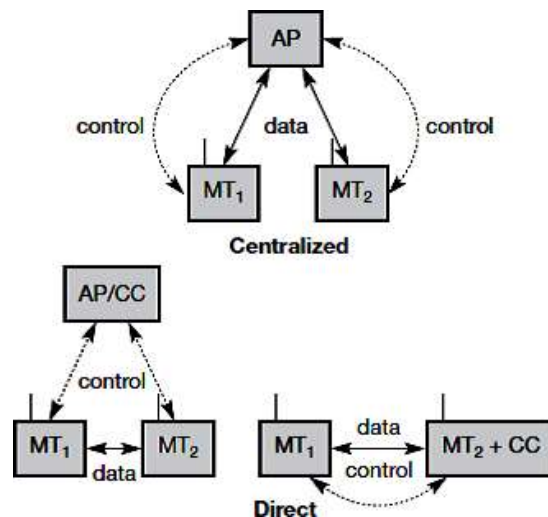 AP
control
data
control
MT₁
MT₂
Centralized
AP/CC
control
MT₁
MT₂
data
MT₁
data
control
MT₂ + CC
Direct